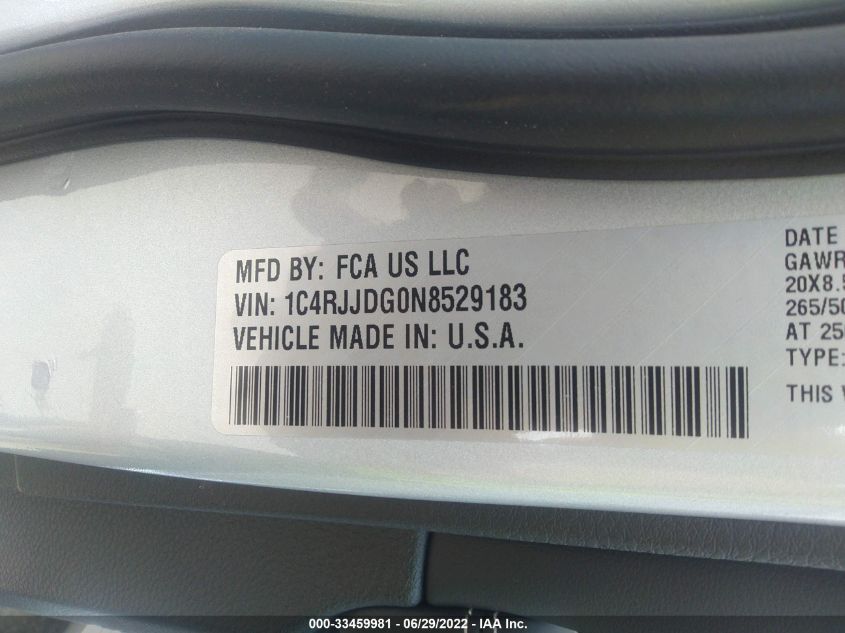 MFD BY: FCA US LLC
VIN: 1C4RJJDG0N8529183
VEHICLE MADE IN: U.S.A.
DATE
GAWR
20X8.5
265/50
AT 250
TYPE:
THIS
000-33459981 - 06/29/2022 - IAA Inc.